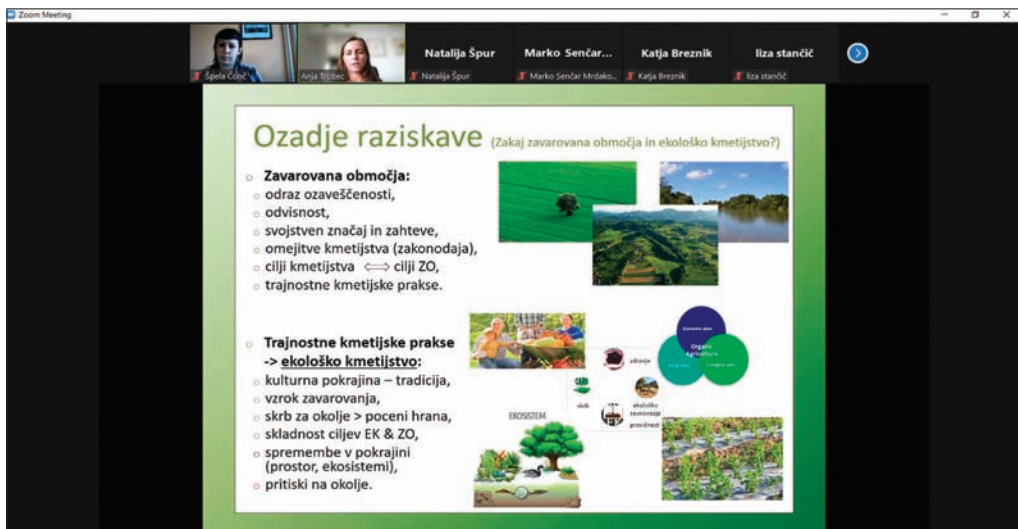 Zoom Meeting
Natalija Špur
Marko Senčar...
Katja Breznik
liza stančič
Špela Čonč
Anja Trobec
Natalija Špur
Marko Senčar Mrdako...
Katja Breznik
liza stančič
Ozadje raziskave (Zakaj zavarovana območja in ekološko kmetijstvo?)
Zavarovana območja:
odraz ozaveščenosti,
odvisnost,
svojstven značaj in zahteve,
omejitve kmetijstva (zakonodaja),
cilji kmetijstva ⟺ cilji ZO,
trajnostne kmetijske prakse.
Trajnostne kmetijske prakse
-> ekološko kmetijstvo:
kulturna pokrajina – tradicija,
vzrok zavarovanja,
skrb za okolje > poceni hrana,
skladnost ciljev EK & ZO,
spremembe v pokrajini
(prostor, ekosistemi),
pritiski na okolje.
Organic
Agriculture
zdravje
skrb
ekološko
ravnovesje
pravičnost
EK
EKOSISTEM